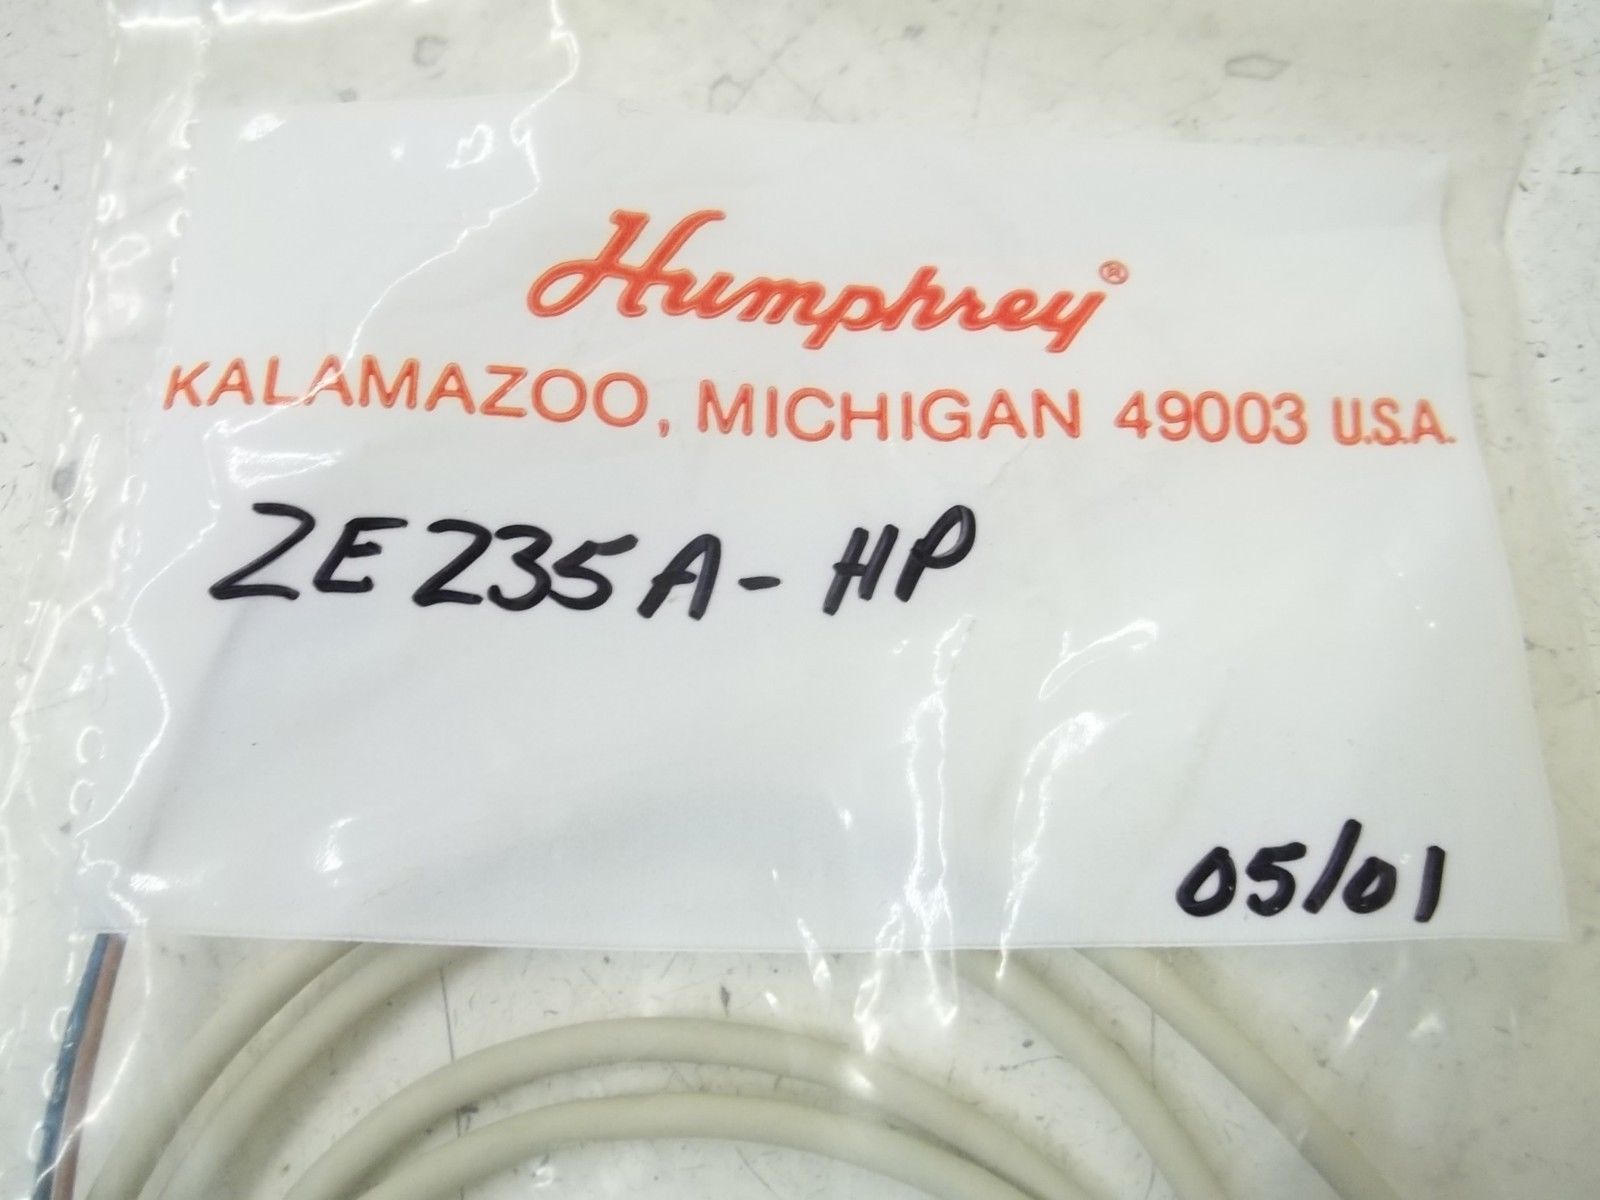 Humphrey®
KALAMAZOO, MICHIGAN 49003 U.S.A.
ZE235A-HP
05/01